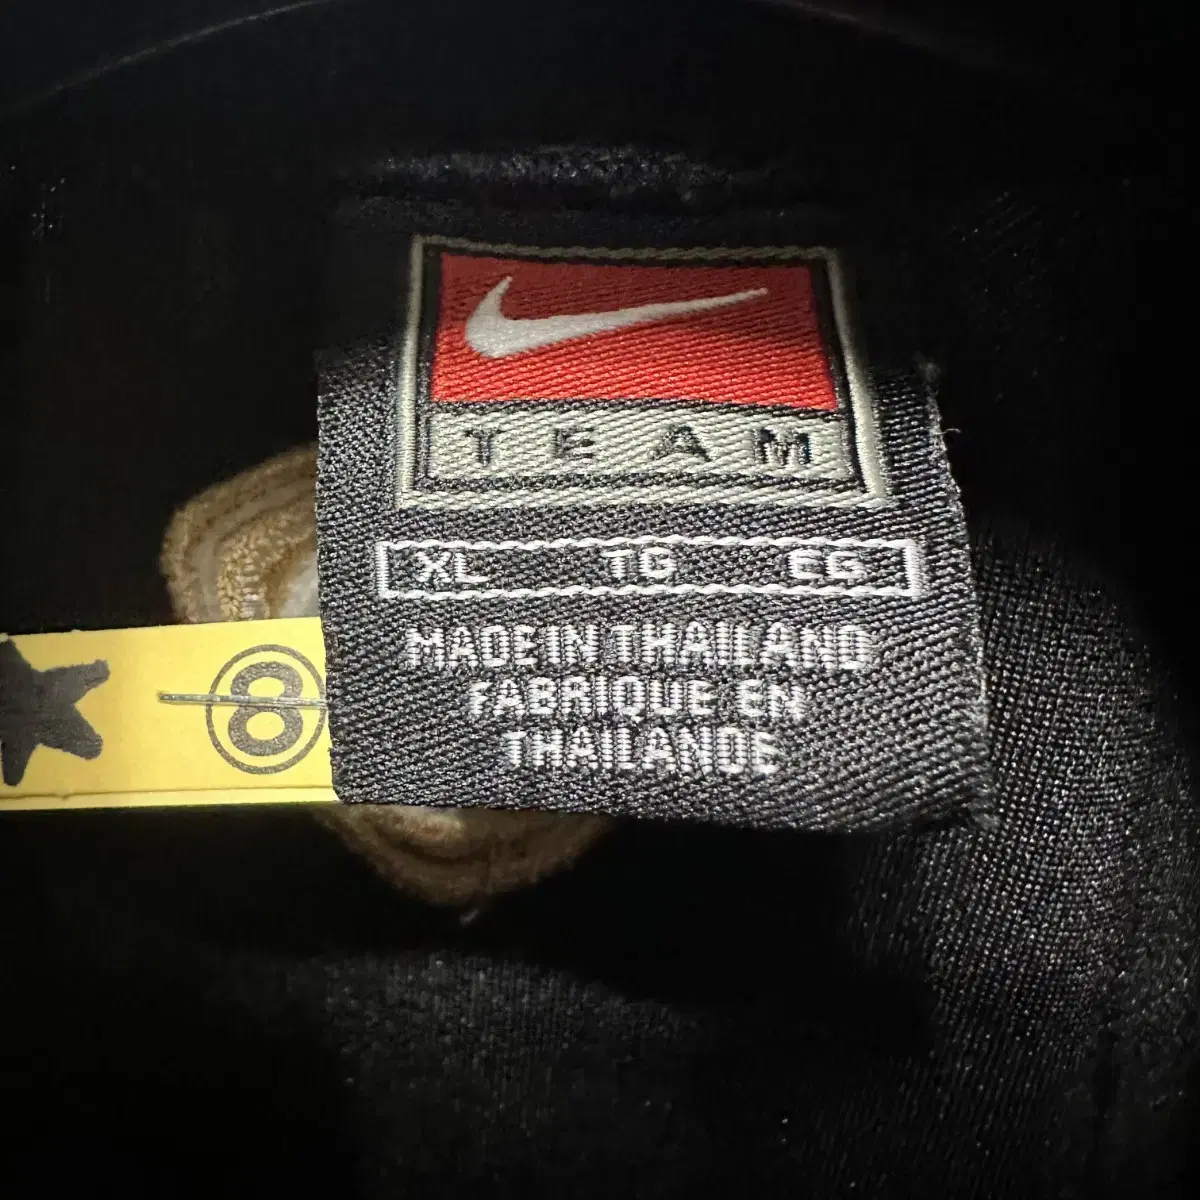 TEAM
XL TG EG
MADE IN THAILAND
FABRIQUE EN
THAILANDE
8